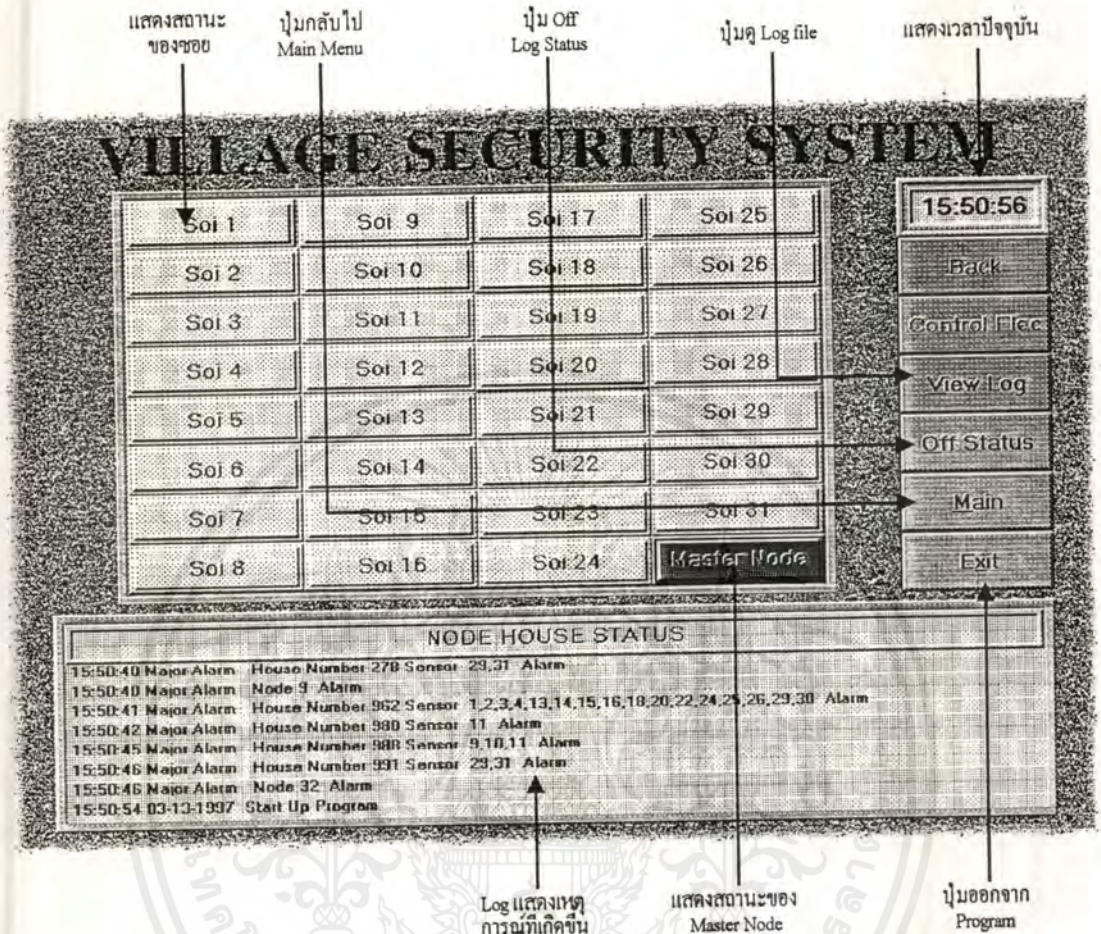 แสดงสถานะ
ของซอย
ปุ่มกลับไป
Main Menu
ปุ่ม Off
Log Status
ปุ่มดู Log file
แสดงเวลาปัจจุบัน
VILLAGE SECURITY SYSTEM
Soi 1
Soi 9
Soi 17
Soi 25
15:50:56
Soi 2
Soi 10
Soi 18
Soi 26
Back
Soi 3
Soi 11
Soi 19
Soi 27
Control Elec
Soi 4
Soi 12
Soi 20
Soi 28
View Log
Soi 5
Soi 13
Soi 21
Soi 29
Off Status
Soi 6
Soi 14
Soi 22
Soi 30
Soi 7
Soi 15
Soi 23
Soi 31
Main
Soi 8
Soi 16
Soi 24
Master Node
Exit
NODE HOUSE STATUS
15:50:40 Major Alarm House Number 278 Sensor 29,31 Alarm
15:50:40 Major Alarm Node 9 Alarm
15:50:41 Major Alarm House Number 962 Sensor 1,2,3,4,13,14,15,16,18,20,22,24,25,26,29,30 Alarm
15:50:42 Major Alarm House Number 980 Sensor 11 Alarm
15:50:45 Major Alarm House Number 988 Sensor 9,10,11 Alarm
15:50:46 Major Alarm House Number 991 Sensor 29,31 Alarm
15:50:46 Major Alarm Node 32 Alarm
15:50:54 03-13-1997 Start Up Program
Log แสดงเหตุ
การณ์ที่เกิดขึ้น
แสดงสถานะของ
Master Node
ปุ่มออกจาก
Program